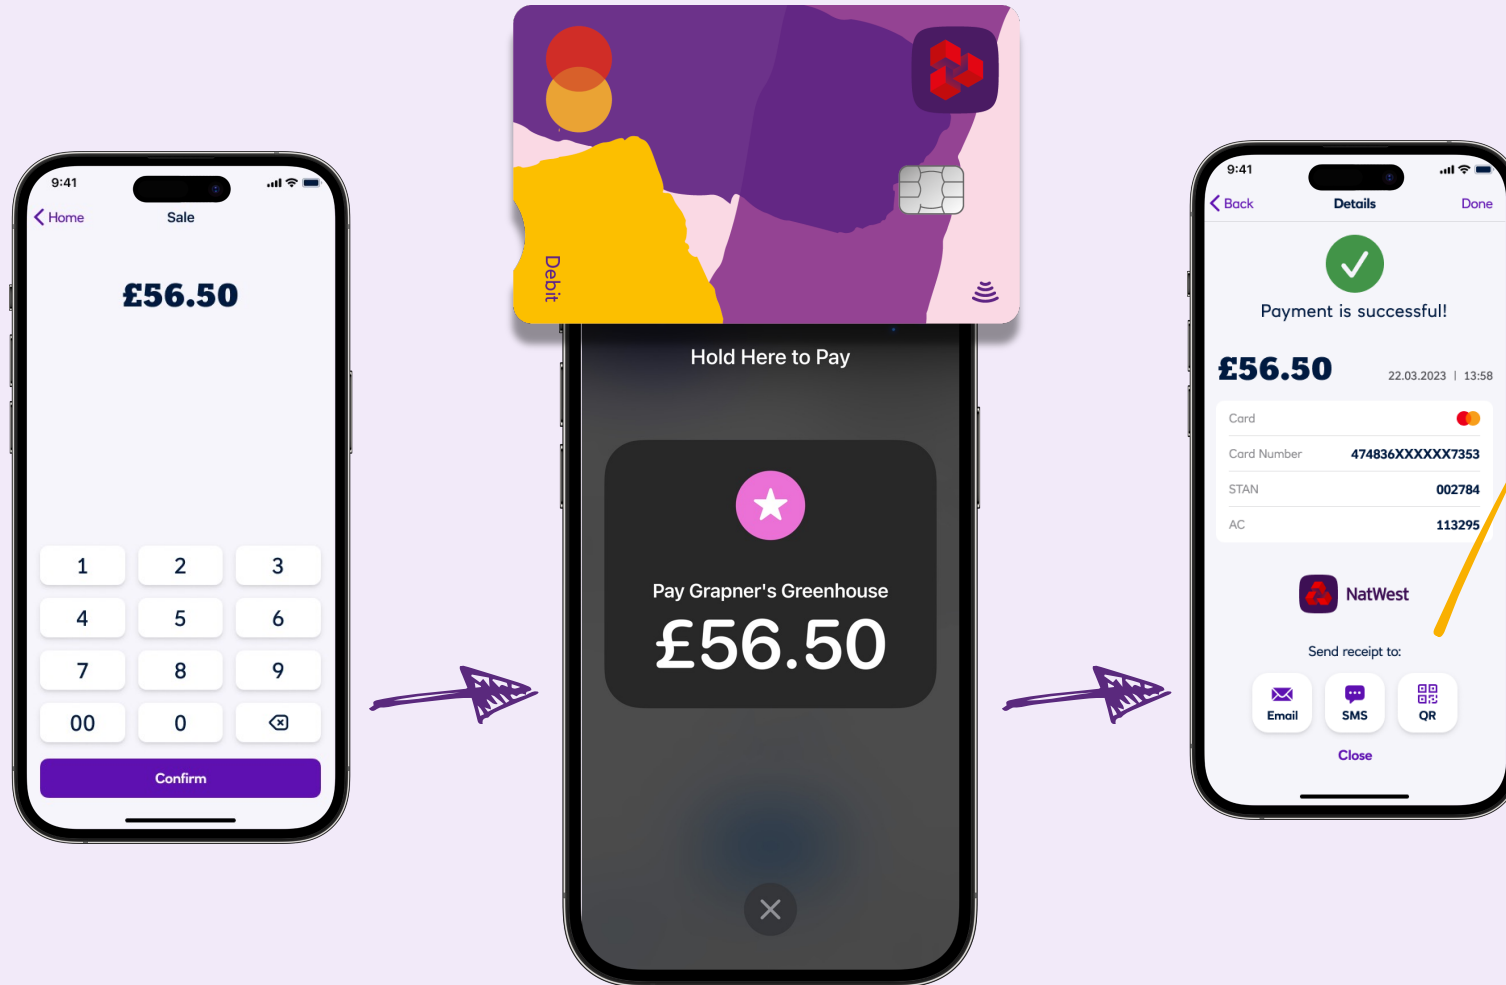 9:41
Home
Sale
£56.50
1 2 3
4 5 6
7 8 9
00 0
Confirm
Debit
Hold Here to Pay
Pay Grapner's Greenhouse
£56.50
9:41
Back
Details
Done
Payment is successful!
£56.50
22.03.2023 | 13:58
Card
Card Number 474836XXXXXX7353
STAN 002784
AC 113295
NatWest
Send receipt to:
Email SMS QR
Close